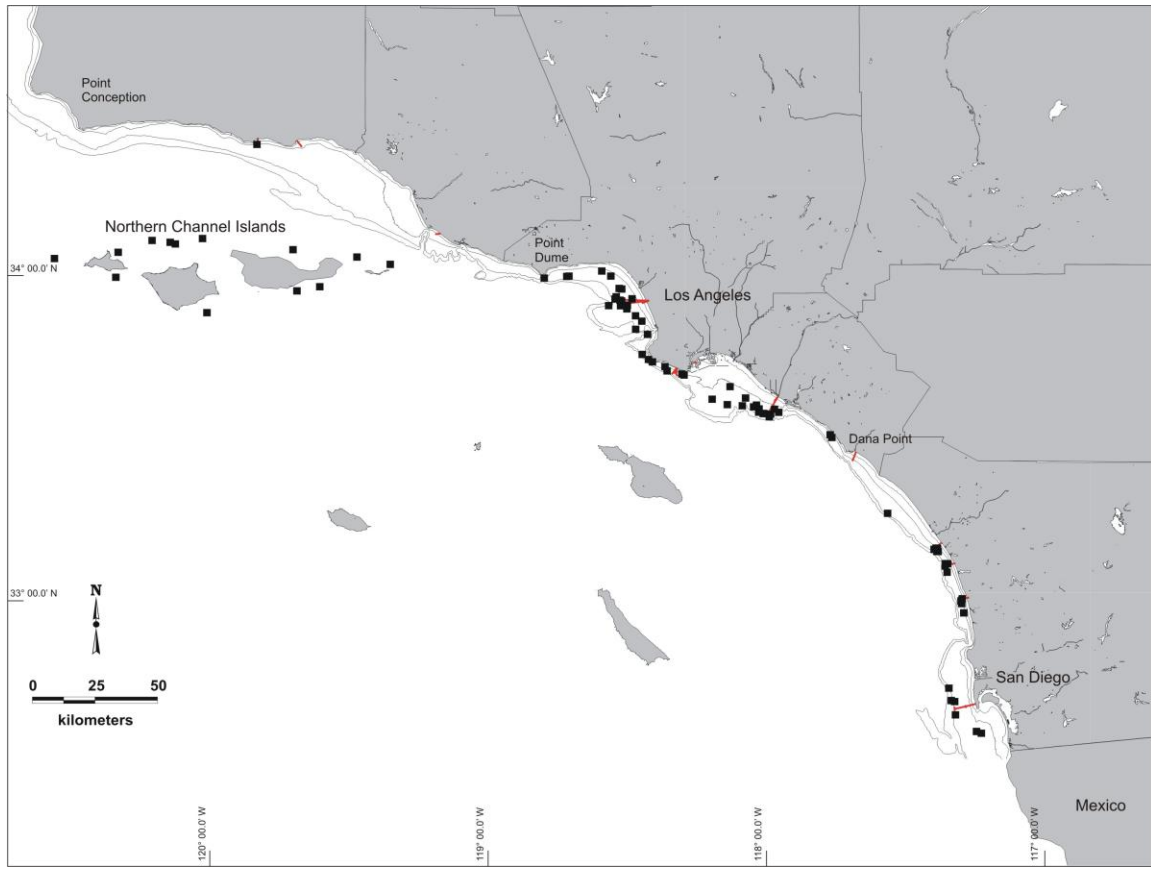 Point
Conception
Northern Channel Islands
Point
Dume
34° 00.0' N
Los Angeles
Dana Point
33° 00.0' N
N
San Diego
0 25 50
kilometers
Mexico
120° 00.0' W
119° 00.0' W
118° 00.0' W
117° 00.0' W